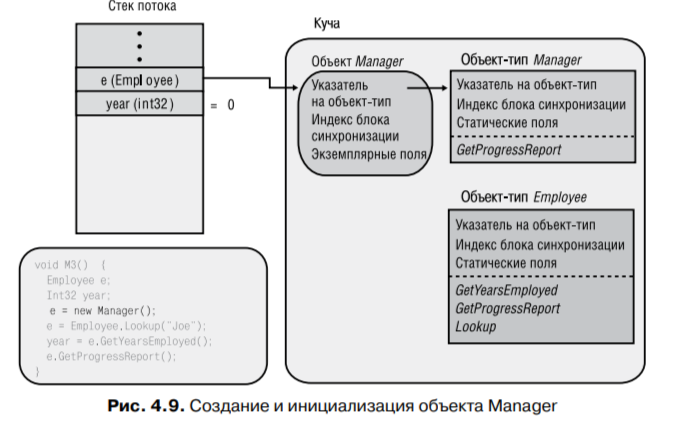 Стек потока
Куча
e (Employee)
year (int32)
= 0
Объект Manager
Указатель
на объект-тип
Индекс блока
синхронизации
Экземплярные поля
Объект-тип Manager
Указатель на объект-тип
Индекс блока синхронизации
Статические поля
GetProgressReport
Объект-тип Employee
Указатель на объект-тип
Индекс блока синхронизации
Статические поля
GetYearsEmployed
GetProgressReport
Lookup
void M3() {
Employee e;
Int32 year;
e = new Manager();
e = Employee.Lookup("Joe");
year = e.GetYearsEmployed();
e.GetProgressReport();
}
Рис. 4.9. Создание и инициализация объекта Manager